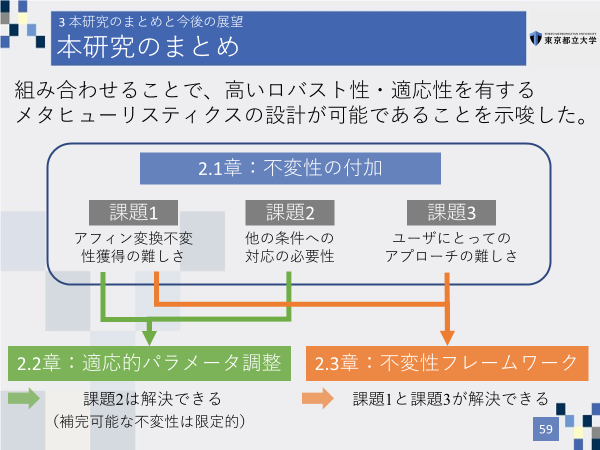 3 本研究のまとめと今後の展望
本研究のまとめ
東京都立大学
組み合わせることで、高いロバスト性・適応性を有する
メタヒューリスティクスの設計が可能であることを示唆した。
2.1章：不変性の付加
課題1
アフィン変換不変
性獲得の難しさ
課題2
他の条件への
対応の必要性
課題3
ユーザにとっての
アプローチの難しさ
2.2章：適応的パラメータ調整
課題2は解決できる
（補完可能な不変性は限定的）
2.3章：不変性フレームワーク
課題1と課題3が解決できる
59